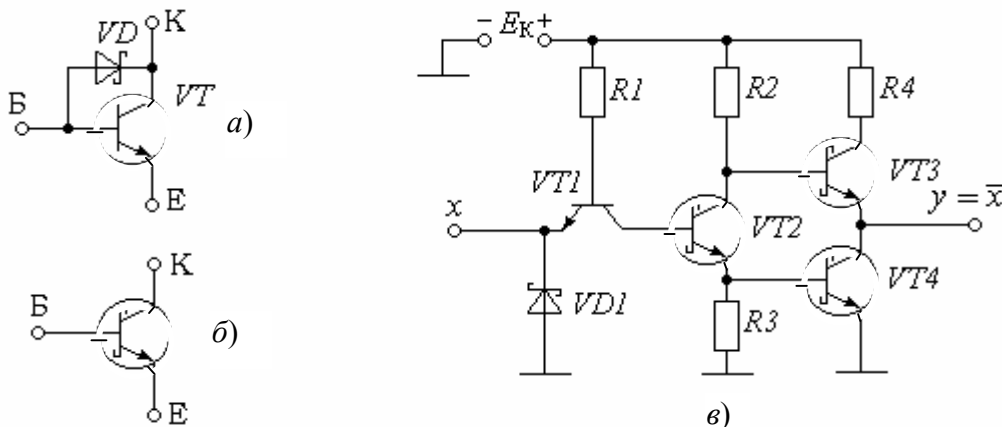 К
VD
VT
Б
а)
Е
К
Б
б)
Е
− Eк +
R1
R2
R4
VT1
VT3
x
y = x̅
VT2
VT4
VD1
R3
в)